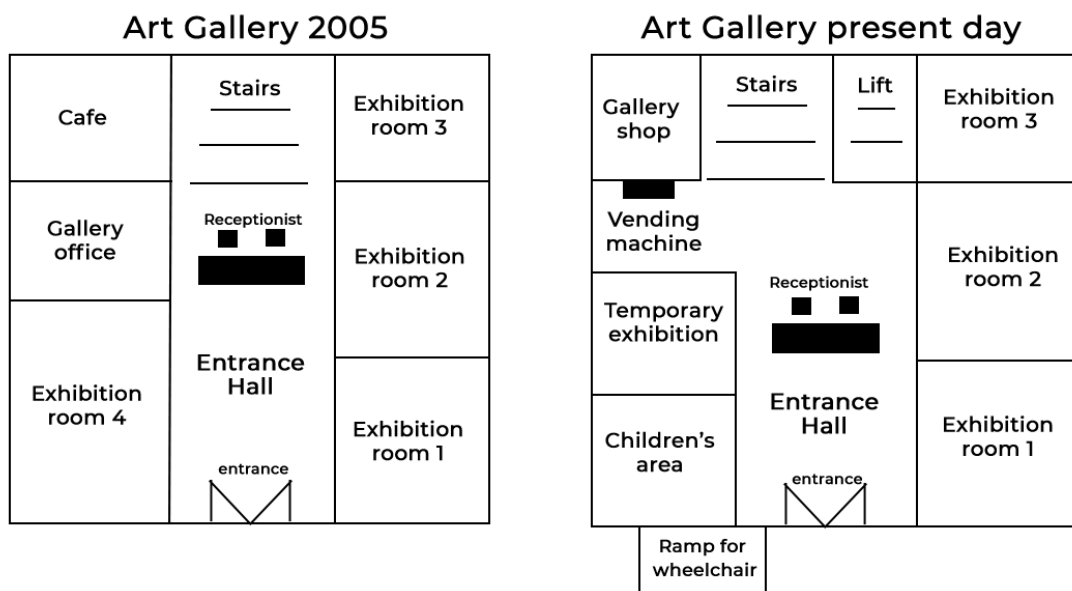 Art Gallery 2005
Cafe
Stairs
Exhibition
room 3
Gallery
office
Receptionist
Exhibition
room 2
Exhibition
room 4
Entrance
Hall
Exhibition
room 1
entrance
Art Gallery present day
Gallery
shop
Stairs
Lift
Exhibition
room 3
Vending
machine
Receptionist
Exhibition
room 2
Temporary
exhibition
Entrance
Hall
Children's
area
Exhibition
room 1
entrance
Ramp for
wheelchair